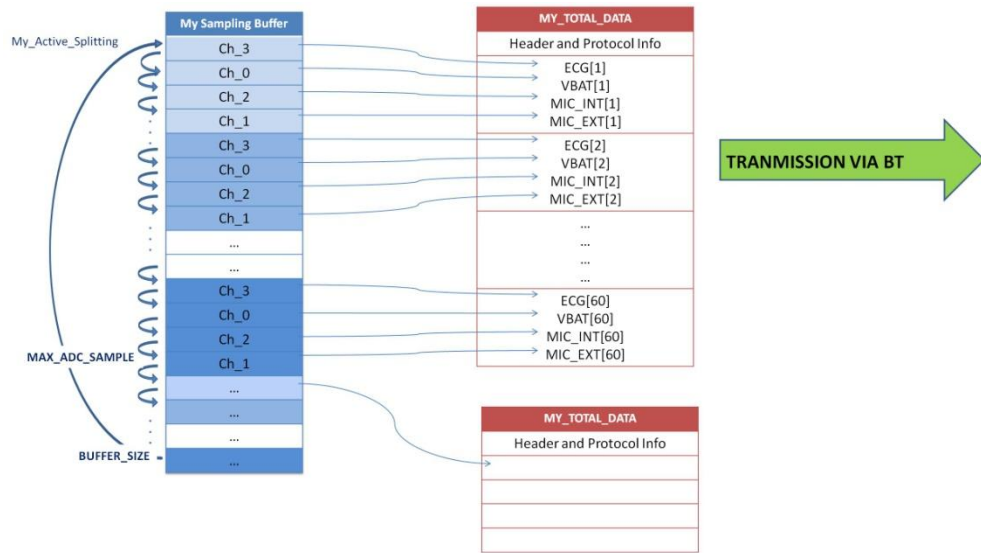 My_Active_Splitting
My Sampling Buffer
Ch_3
Ch_0
Ch_2
Ch_1
Ch_3
Ch_0
Ch_2
Ch_1
...
...
Ch_3
Ch_0
Ch_2
Ch_1
...
...
...
...
MAX_ADC_SAMPLE
BUFFER_SIZE
MY_TOTAL_DATA
Header and Protocol Info
ECG[1]
VBAT[1]
MIC_INT[1]
MIC_EXT[1]
ECG[2]
VBAT[2]
MIC_INT[2]
MIC_EXT[2]
...
...
...
...
ECG[60]
VBAT[60]
MIC_INT[60]
MIC_EXT[60]
MY_TOTAL_DATA
Header and Protocol Info
TRANMISSION VIA BT